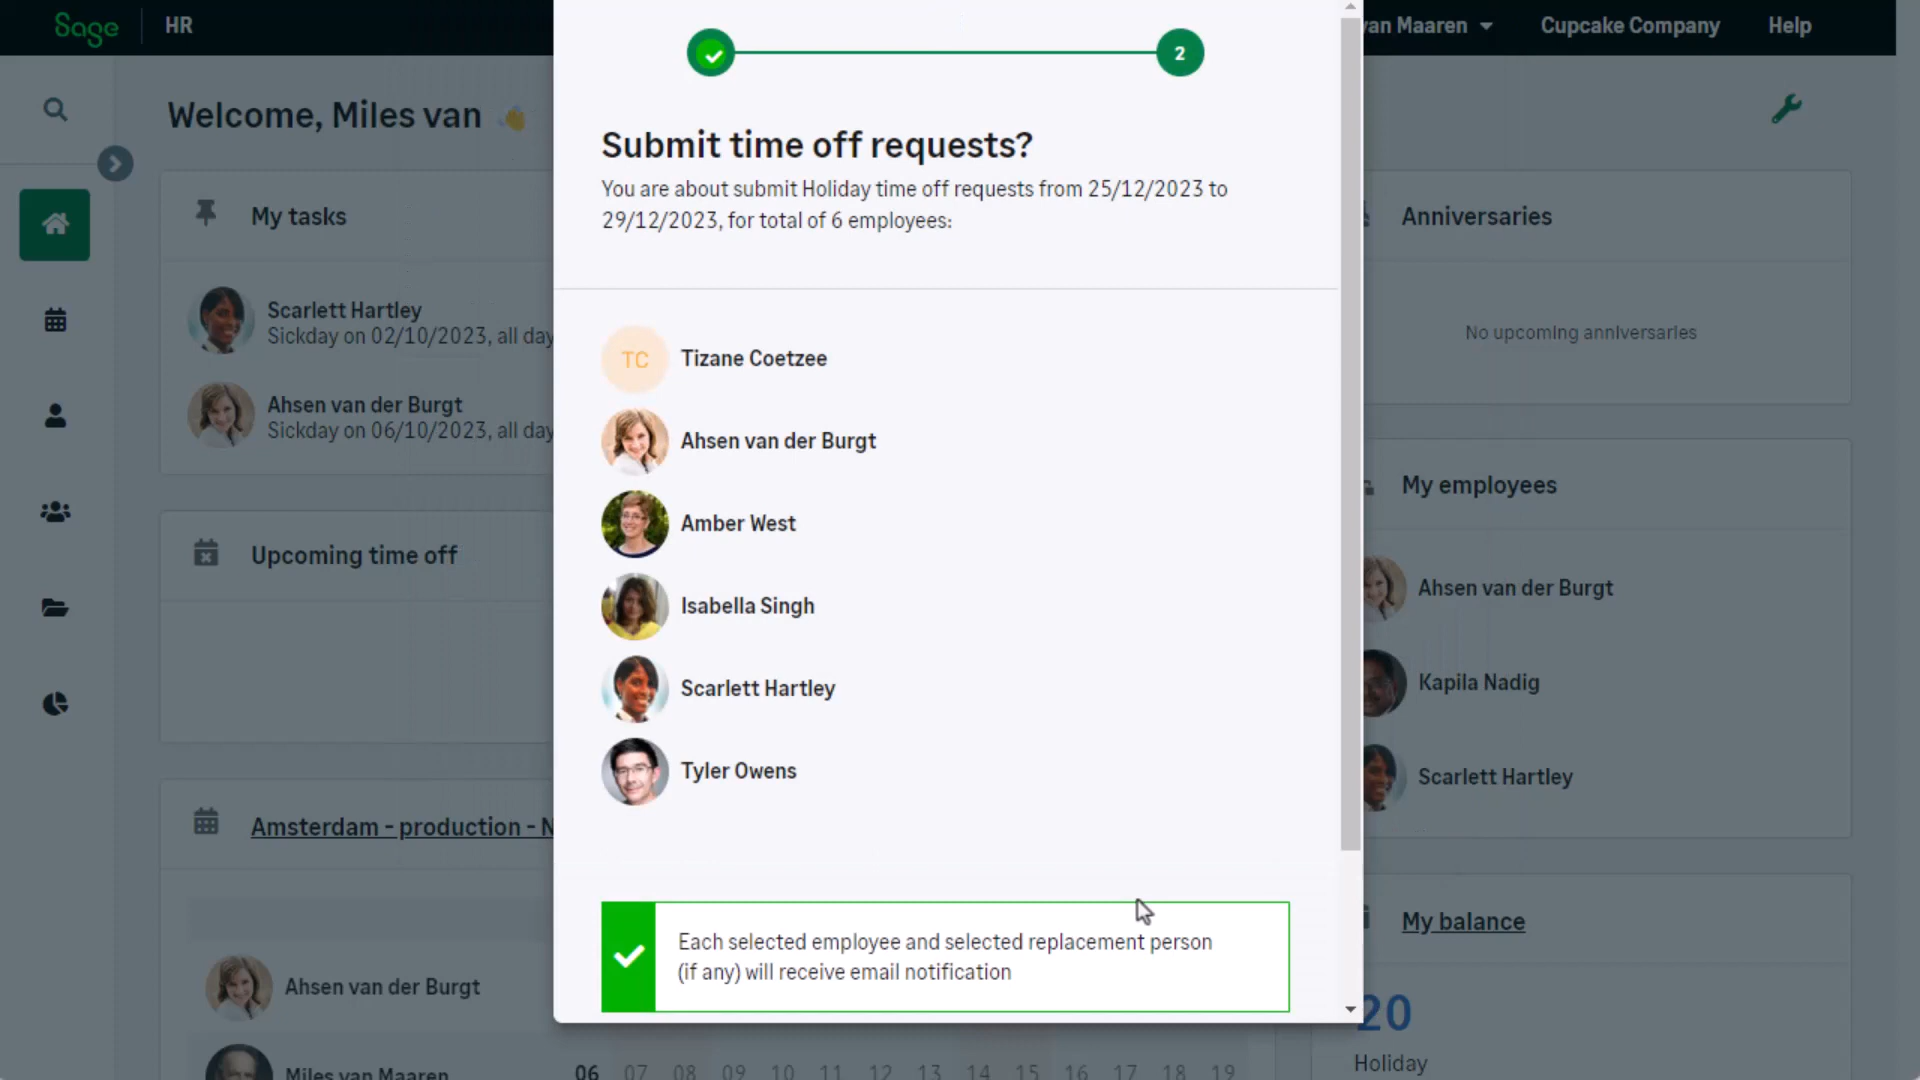 Sage
HR
van Maaren
Cupcake Company
Help
Welcome, Miles van
My tasks
Scarlett Hartley
Sickday on 02/10/2023, all day
Ahsen van der Burgt
Sickday on 06/10/2023, all day
Upcoming time off
Amsterdam - production - N
Ahsen van der Burgt
Miles van Maaren
06 07 08 09 10 11 12 13 14 15 16 17 18 19
2
Submit time off requests?
You are about submit Holiday time off requests from 25/12/2023 to
29/12/2023, for total of 6 employees:
TC
Tizane Coetzee
Ahsen van der Burgt
Amber West
Isabella Singh
Scarlett Hartley
Tyler Owens
Each selected employee and selected replacement person
(if any) will receive email notification
Anniversaries
No upcoming anniversaries
My employees
Ahsen van der Burgt
Kapila Nadig
Scarlett Hartley
My balance
20
Holiday